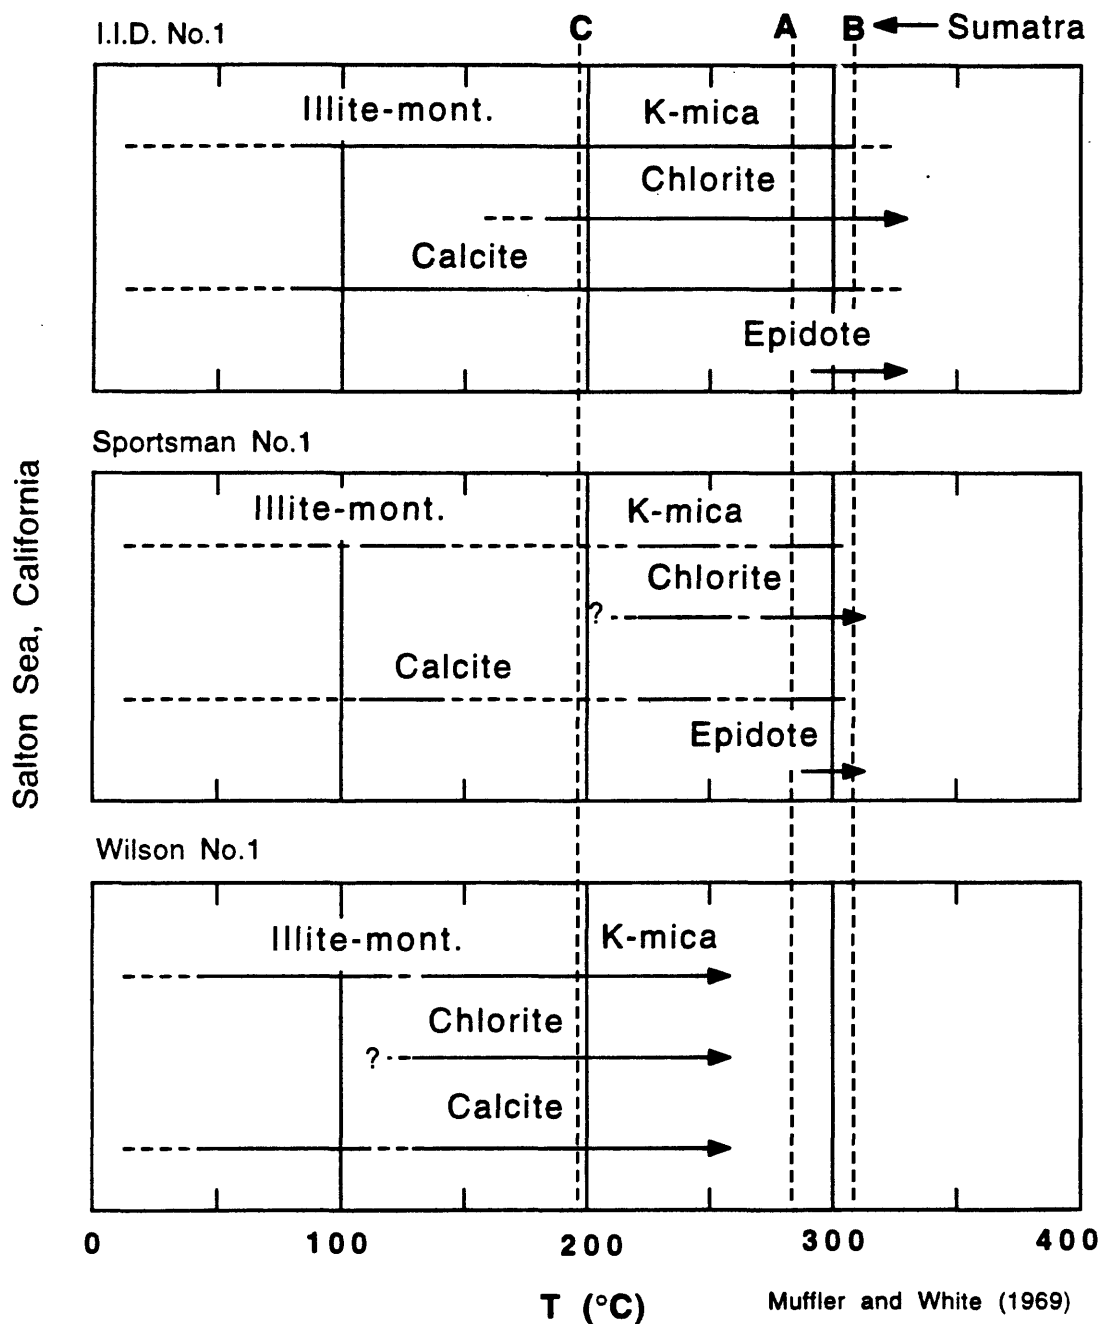 I.I.D. No.1
C A B Sumatra
Illite-mont. K-mica
Chlorite
Calcite
Epidote
Sportsman No.1
Illite-mont. K-mica
Chlorite
?
Calcite
Epidote
Wilson No.1
Illite-mont. K-mica
Chlorite
?
Calcite
0 100 200 300 400
T (°C)
Muffler and White (1969)
Salton Sea, California